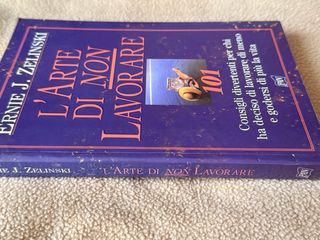 ERNIE J. ZELINSKI
L'ARTE
DI NON
LAVORARE
101
Consigli divertenti per chi
ha deciso di lavorare di meno
e godersi di più la vita
IE J. ZELINSKI L'ARTE DI NON LAVORARE